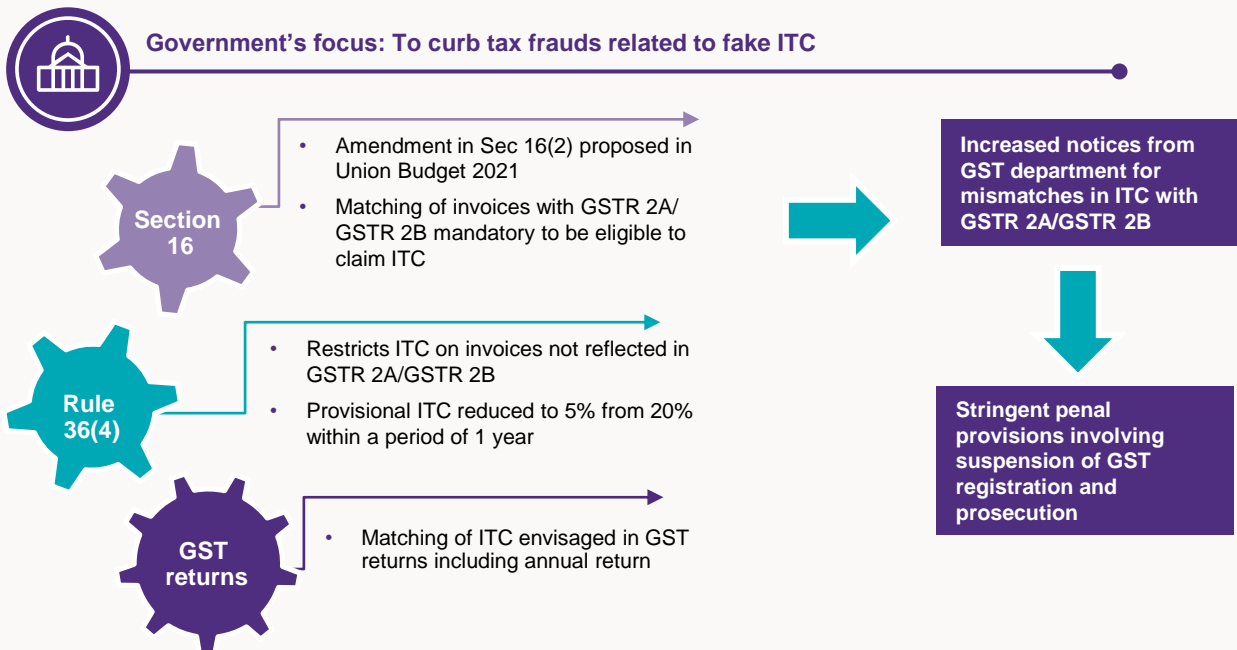 Government's focus: To curb tax frauds related to fake ITC
Section
16
• Amendment in Sec 16(2) proposed in
Union Budget 2021
• Matching of invoices with GSTR 2A/
GSTR 2B mandatory to be eligible to
claim ITC
Rule
36(4)
• Restricts ITC on invoices not reflected in
GSTR 2A/GSTR 2B
• Provisional ITC reduced to 5% from 20%
within a period of 1 year
GST
returns
• Matching of ITC envisaged in GST
returns including annual return
Increased notices from
GST department for
mismatches in ITC with
GSTR 2A/GSTR 2B
Stringent penal
provisions involving
suspension of GST
registration and
prosecution